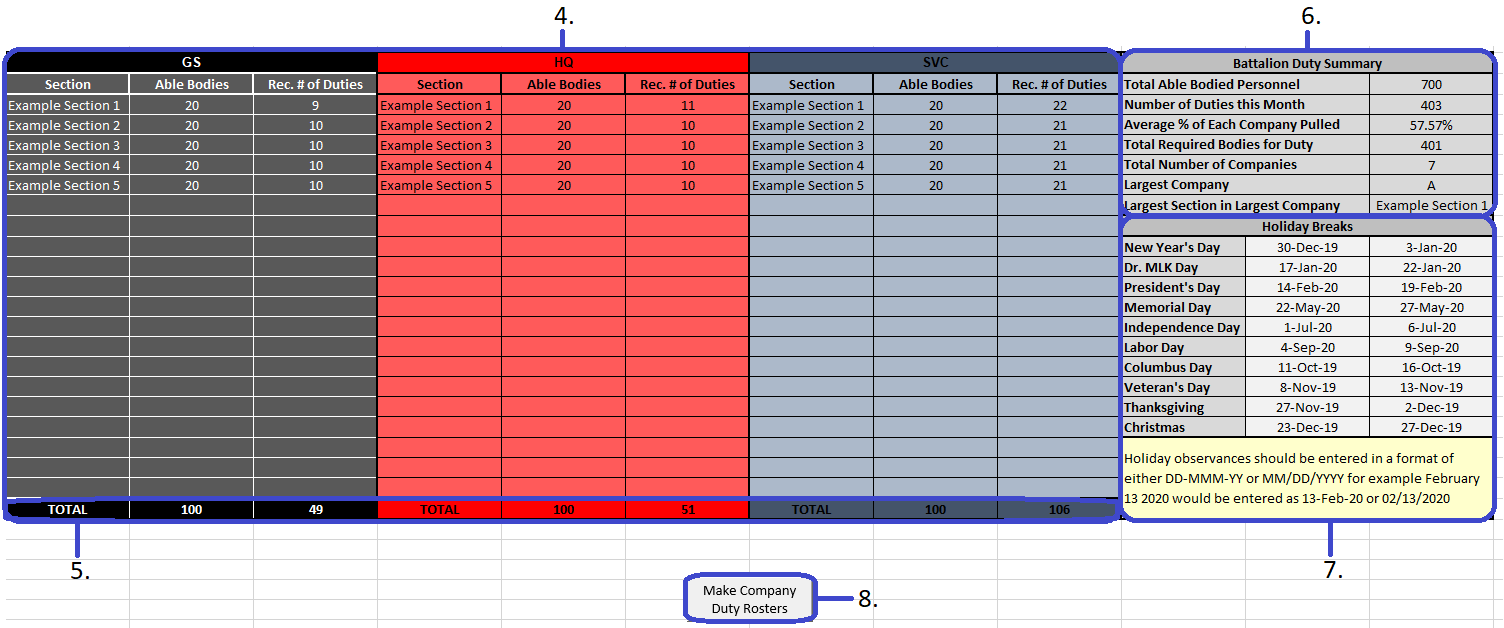 4.
6.
GS HQ SVC Battalion Duty Summary
Section Able Bodies Rec. # of Duties Section Able Bodies Rec. # of Duties Section Able Bodies Rec. # of Duties Total Able Bodied Personnel 700
Example Section 1 20 9 Example Section 1 20 11 Example Section 1 20 22 Number of Duties this Month 403
Example Section 2 20 10 Example Section 2 20 10 Example Section 2 20 21 Average % of Each Company Pulled 57.57%
Example Section 3 20 10 Example Section 3 20 10 Example Section 3 20 21 Total Required Bodies for Duty 401
Example Section 4 20 10 Example Section 4 20 10 Example Section 4 20 21 Total Number of Companies 7
Example Section 5 20 10 Example Section 5 20 10 Example Section 5 20 21 Largest Company A
Largest Section in Largest Company Example Section 1
Holiday Breaks
New Year's Day 30-Dec-19 3-Jan-20
Dr. MLK Day 17-Jan-20 22-Jan-20
President's Day 14-Feb-20 19-Feb-20
Memorial Day 22-May-20 27-May-20
Independence Day 1-Jul-20 6-Jul-20
Labor Day 4-Sep-20 9-Sep-20
Columbus Day 11-Oct-19 16-Oct-19
Veteran's Day 8-Nov-19 13-Nov-19
Thanksgiving 27-Nov-19 2-Dec-19
Christmas 23-Dec-19 27-Dec-19
Holiday observances should be entered in a format of
either DD-MMM-YY or MM/DD/YYYY for example February
13 2020 would be entered as 13-Feb-20 or 02/13/2020
TOTAL 100 49 TOTAL 100 51 TOTAL 100 106
5.
7.
Make Company
Duty Rosters
8.